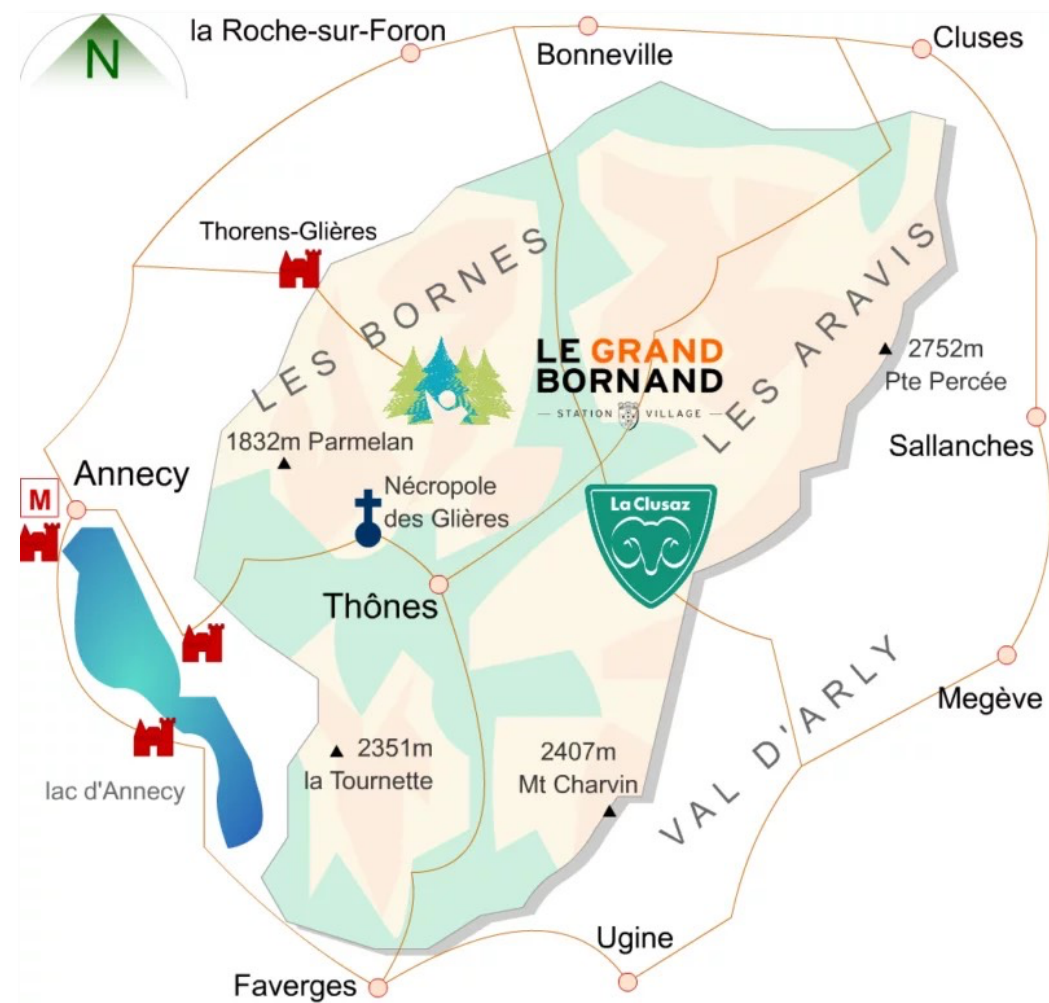 N
la Roche-sur-Foron
Bonneville
Cluses
Thorens-Glières
LES BORNES
LES ARAVIS
LE GRAND
BORNAND
STATION VILLAGE
2752m
Pte Percée
1832m Parmelan
Sallanches
Annecy
M
Nécropole
des Glières
La Clusaz
Thônes
VAL D'ARLY
Megève
2351m
la Tournette
2407m
Mt Charvin
lac d'Annecy
Ugine
Faverges